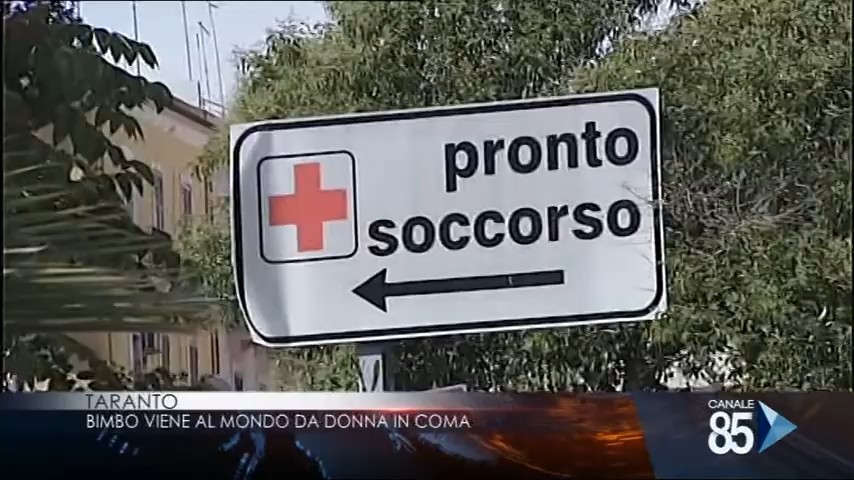 pronto
soccorso
TARANTO
BIMBO VIENE AL MONDO DA DONNA IN COMA
CANALE
85